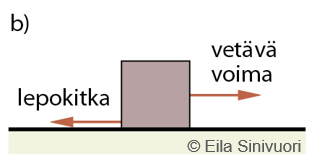 b)
vetävä
voima
lepokitka
© Eila Sinivuori